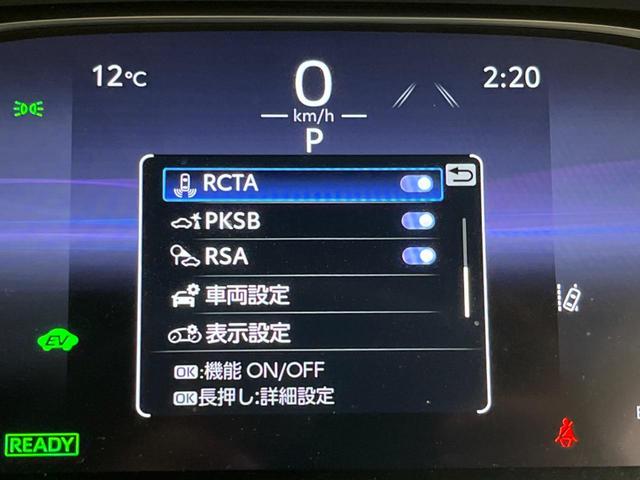 12℃
0
2:20
km/h
P
RCTA
PKSB
RSA
車両設定
表示設定
OK:機能 ON/OFF
OK長押し:詳細設定
EV
READY